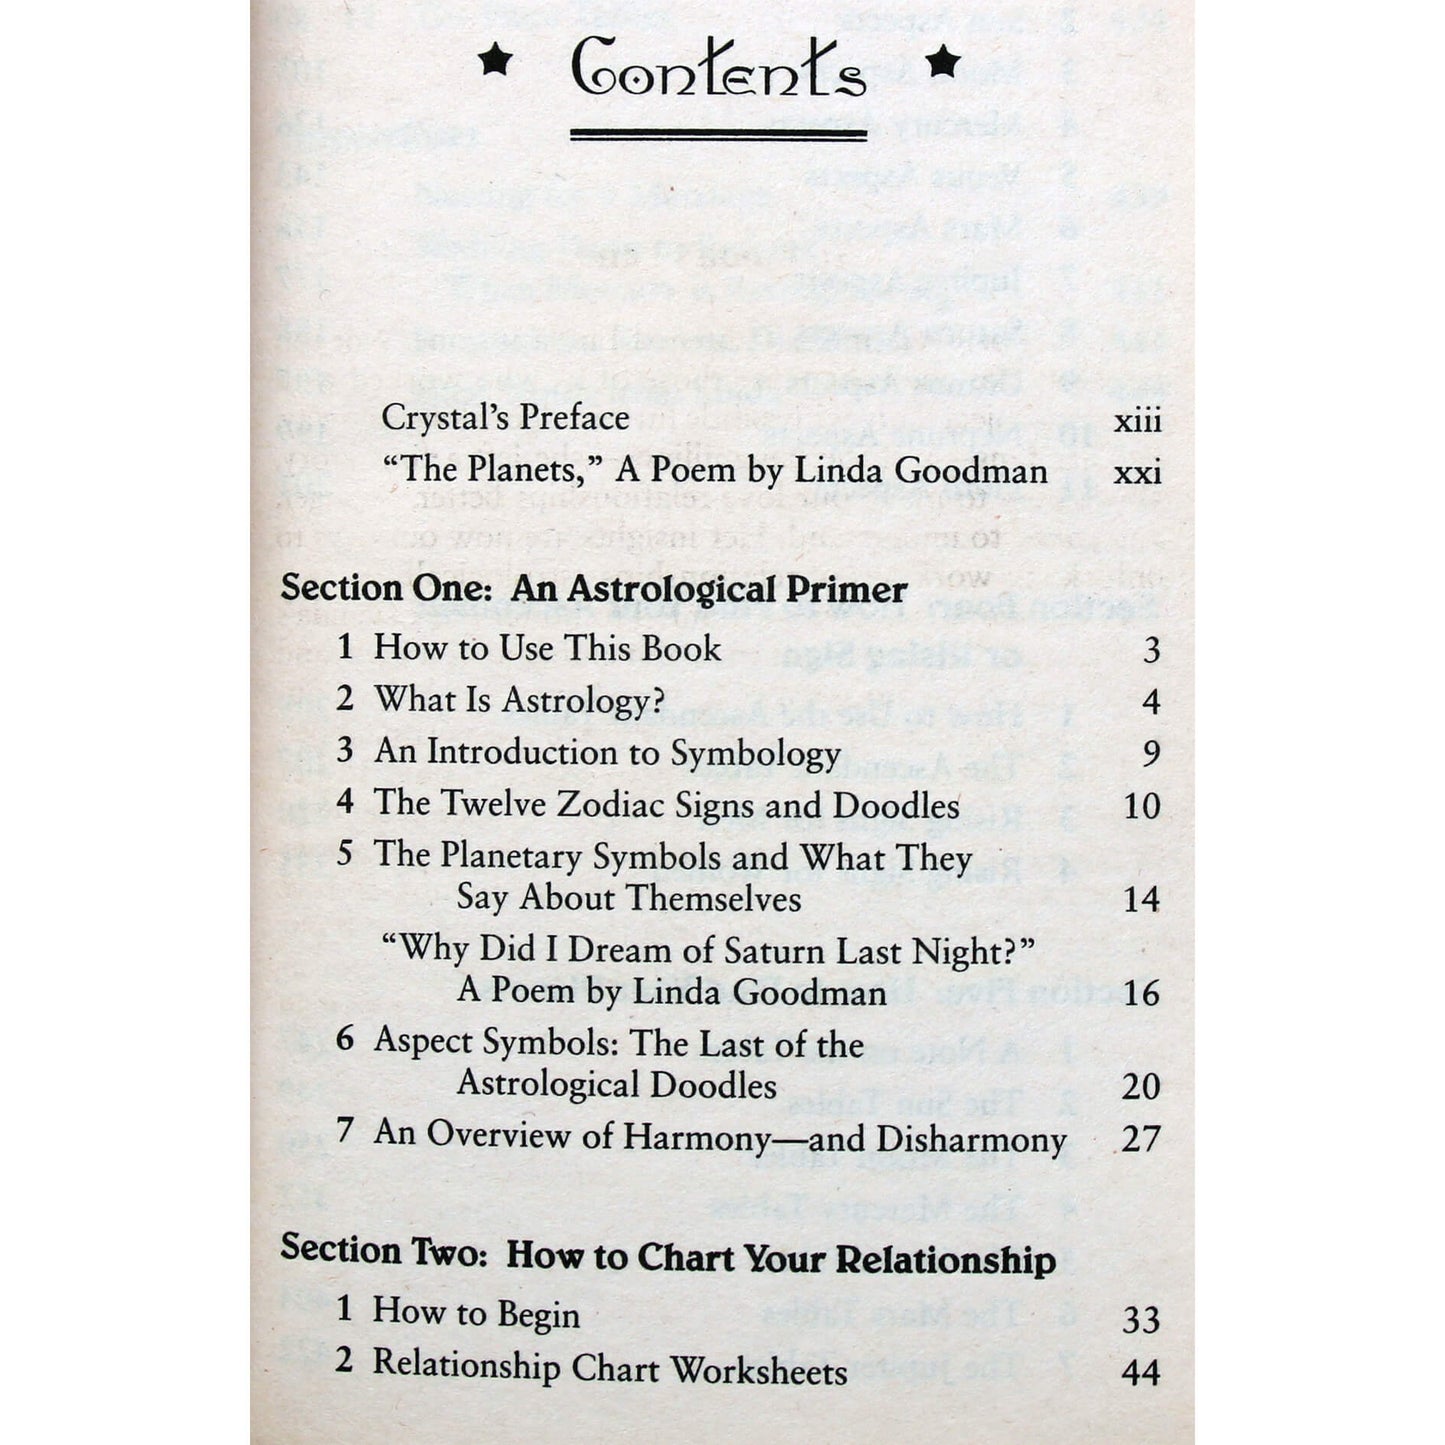 ★ Contents ★
Crystal's Preface xiii
“The Planets,” A Poem by Linda Goodman xxi
Section One: An Astrological Primer
1 How to Use This Book 3
2 What Is Astrology? 4
3 An Introduction to Symbology 9
4 The Twelve Zodiac Signs and Doodles 10
5 The Planetary Symbols and What They
Say About Themselves 14
“Why Did I Dream of Saturn Last Night?”
A Poem by Linda Goodman 16
6 Aspect Symbols: The Last of the
Astrological Doodles 20
7 An Overview of Harmony—and Disharmony 27
Section Two: How to Chart Your Relationship
1 How to Begin 33
2 Relationship Chart Worksheets 44